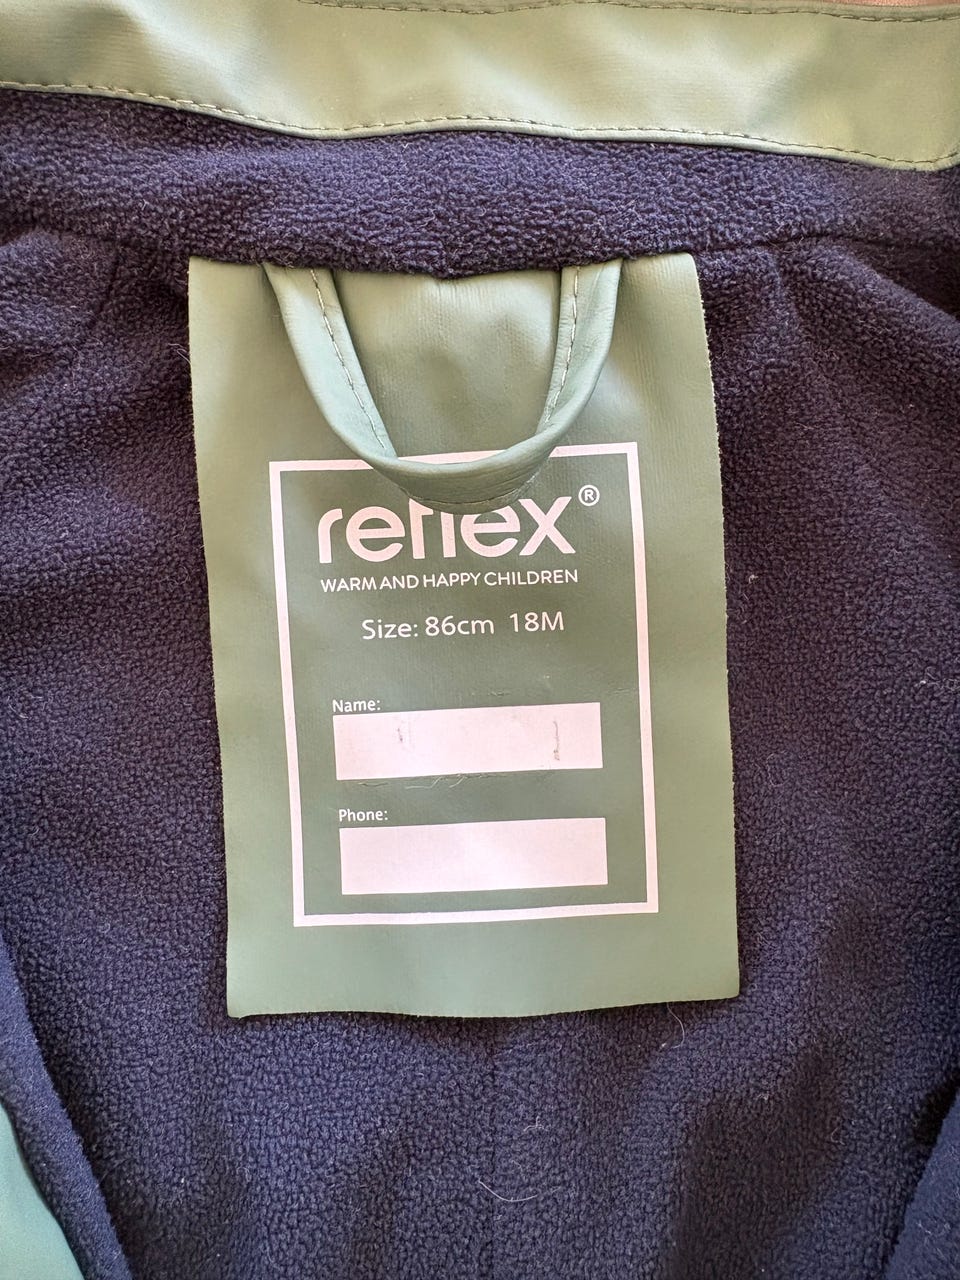 reflex®
WARM AND HAPPY CHILDREN
Size: 86cm 18M
Name:
Phone: